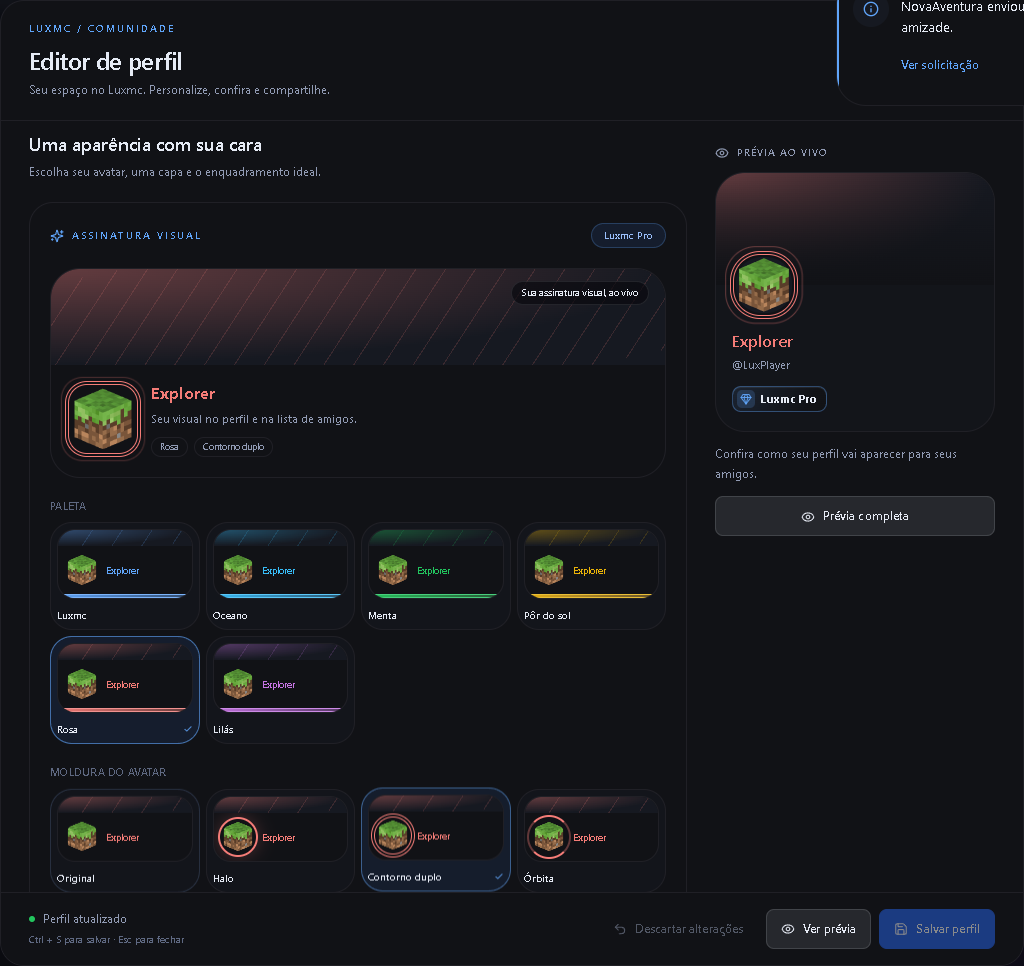 LUXMC / COMUNIDADE
Editor de perfil
Seu espaço no Luxmc. Personalize, confira e compartilhe.
NovaAventura enviou
amizade.
Ver solicitação
Uma aparência com sua cara
Escolha seu avatar, uma capa e o enquadramento ideal.
ASSINATURA VISUAL
Luxmc Pro
Sua assinatura visual, ao vivo
Explorer
Seu visual no perfil e na lista de amigos.
Rosa
Contorno duplo
PALETA
Explorer
Luxmc
Explorer
Oceano
Explorer
Menta
Explorer
Pôr do sol
Explorer
Rosa
Explorer
Lilás
MOLDURA DO AVATAR
Explorer
Original
Explorer
Halo
Explorer
Contorno duplo
Explorer
Órbita
PRÉVIA AO VIVO
Explorer
@LuxPlayer
Luxmc Pro
Confira como seu perfil vai aparecer para seus
amigos.
Prévia completa
Perfil atualizado
Ctrl + S para salvar · Esc para fechar
Descartar alterações
Ver prévia
Salvar perfil